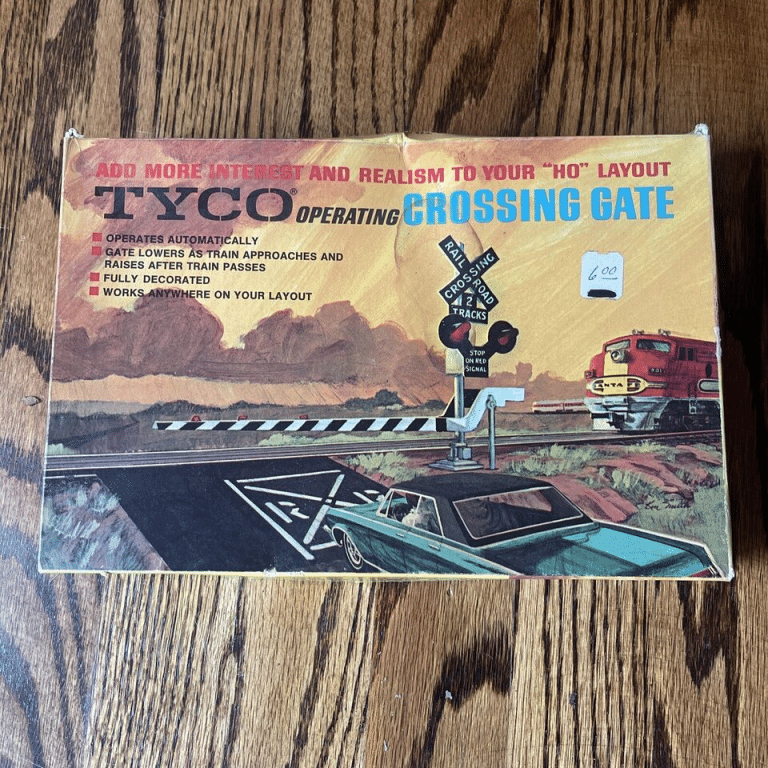 ADD MORE INTEREST AND REALISM TO YOUR "HO" LAYOUT
TYCO® OPERATING CROSSING GATE
OPERATES AUTOMATICALLY
GATE LOWERS AS TRAIN APPROACHES AND
RAISES AFTER TRAIN PASSES
FULLY DECORATED
WORKS ANYWHERE ON YOUR LAYOUT
6.00
RAIL ROAD
CROSSING
2
TRACKS
STOP
ON RED
SIGNAL